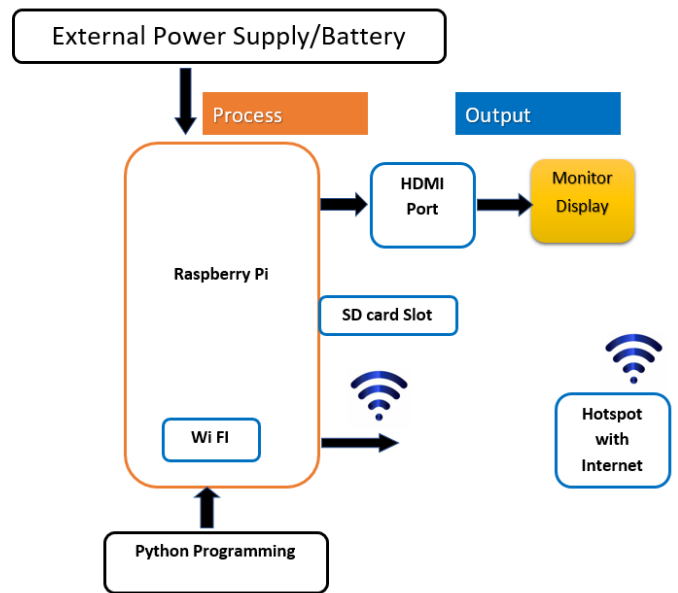 External Power Supply/Battery
Process
Output
HDMI
Port
Monitor
Display
Raspberry Pi
SD card Slot
Wi FI
Hotspot
with
Internet
Python Programming